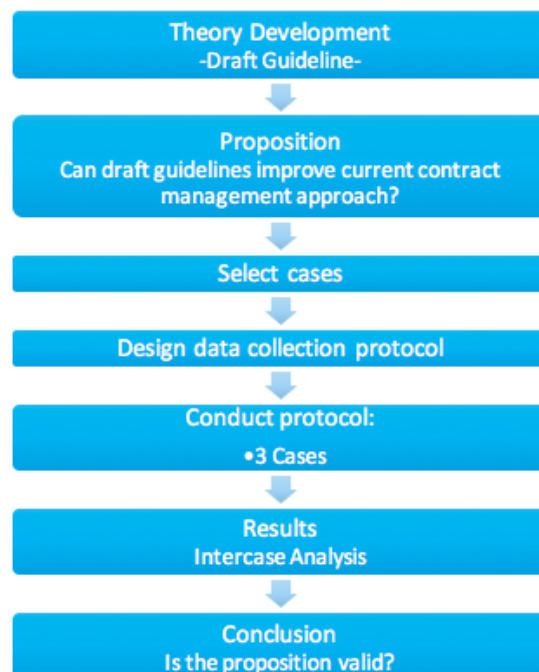 Theory Development
-Draft Guideline-
Proposition
Can draft guidelines improve current contract
management approach?
Select cases
Design data collection protocol
Conduct protocol:
•3 Cases
Results
Intercase Analysis
Conclusion
Is the proposition valid?